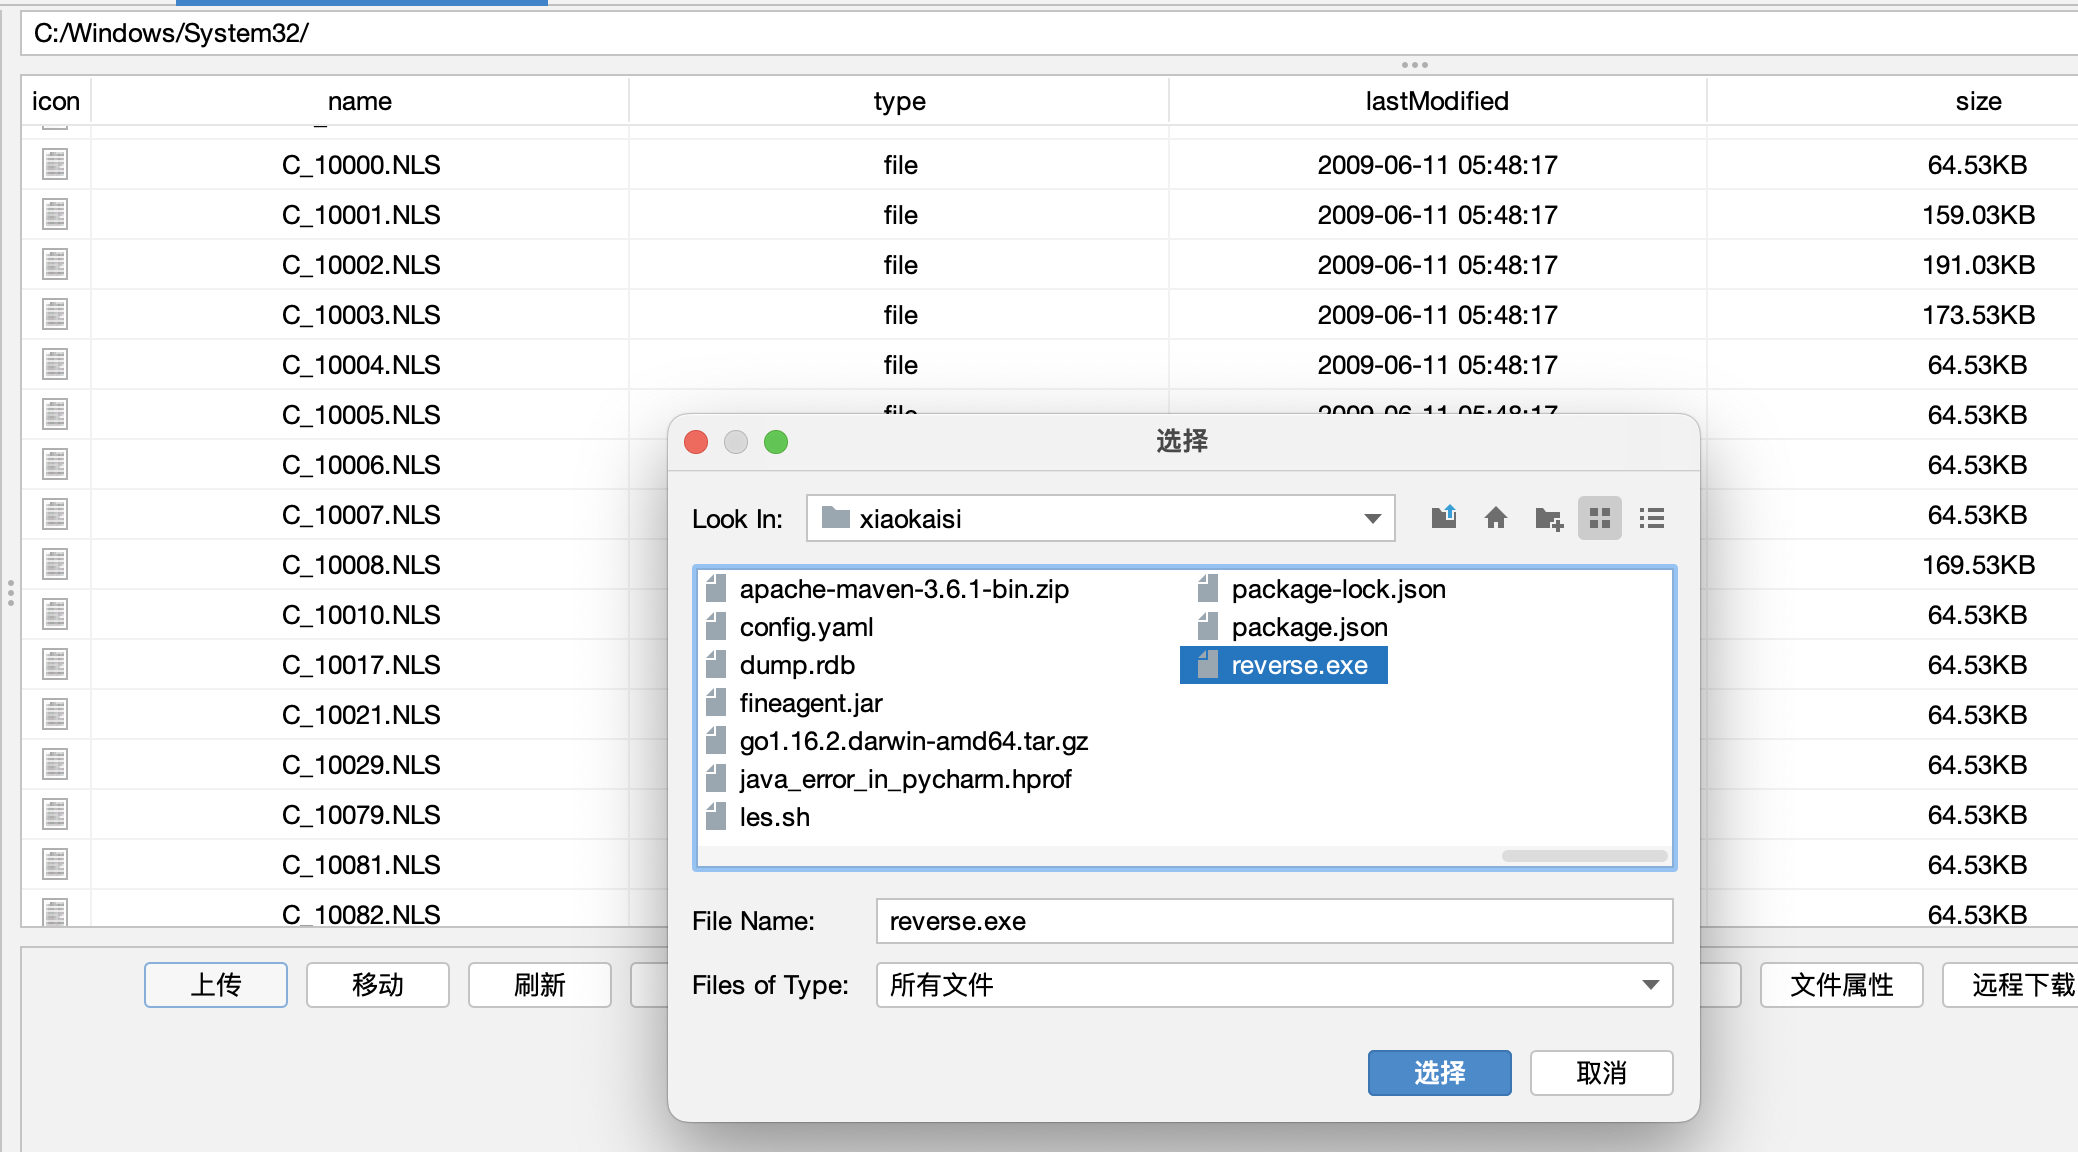 C:/Windows/System32/
icon name type lastModified size
C_10000.NLS file 2009-06-11 05:48:17 64.53KB
C_10001.NLS file 2009-06-11 05:48:17 159.03KB
C_10002.NLS file 2009-06-11 05:48:17 191.03KB
C_10003.NLS file 2009-06-11 05:48:17 173.53KB
C_10004.NLS file 2009-06-11 05:48:17 64.53KB
C_10005.NLS file 2009-06-11 05:48:17 64.53KB
C_10006.NLS 64.53KB
C_10007.NLS 64.53KB
C_10008.NLS 169.53KB
C_10010.NLS 64.53KB
C_10017.NLS 64.53KB
C_10021.NLS 64.53KB
C_10029.NLS 64.53KB
C_10079.NLS 64.53KB
C_10081.NLS 64.53KB
C_10082.NLS 64.53KB
上传 移动 刷新 文件属性 远程下载
选择
Look In: xiaokaisi
apache-maven-3.6.1-bin.zip
config.yaml
dump.rdb
fineagent.jar
go1.16.2.darwin-amd64.tar.gz
java_error_in_pycharm.hprof
les.sh
package-lock.json
package.json
reverse.exe
File Name: reverse.exe
Files of Type: 所有文件
选择 取消